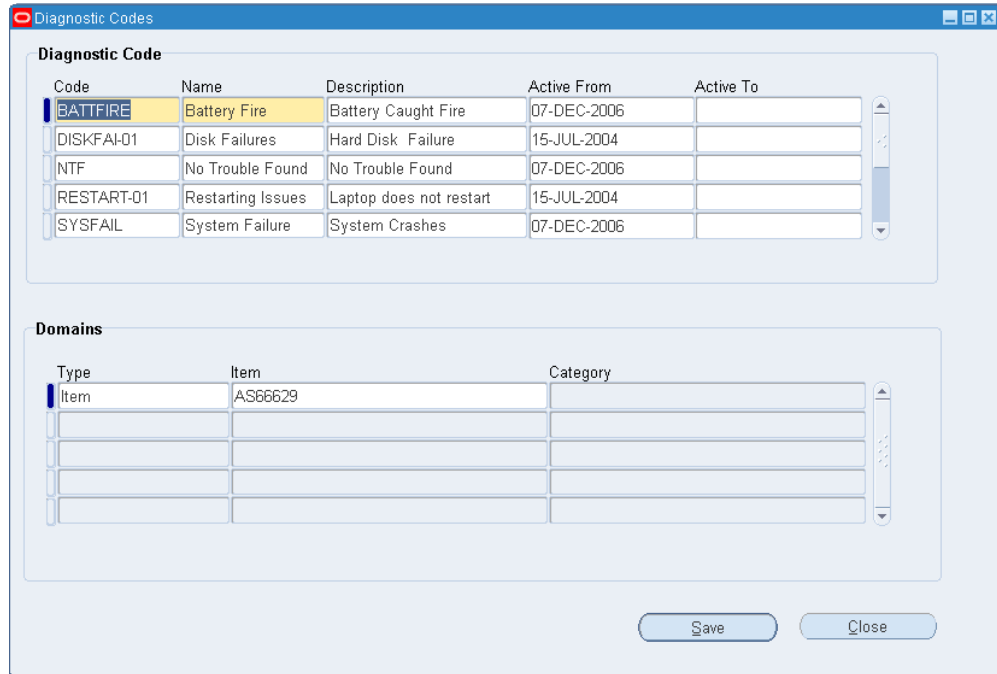 Diagnostic Codes
Diagnostic Code
Code Name Description Active From Active To
BATTFIRE Battery Fire Battery Caught Fire 07-DEC-2006
DISKFAI-01 Disk Failures Hard Disk Failure 15-JUL-2004
NTF No Trouble Found No Trouble Found 07-DEC-2006
RESTART-01 Restarting Issues Laptop does not restart 15-JUL-2004
SYSFAIL System Failure System Crashes 07-DEC-2006
Domains
Type Item Category
Item AS66629
Save Close